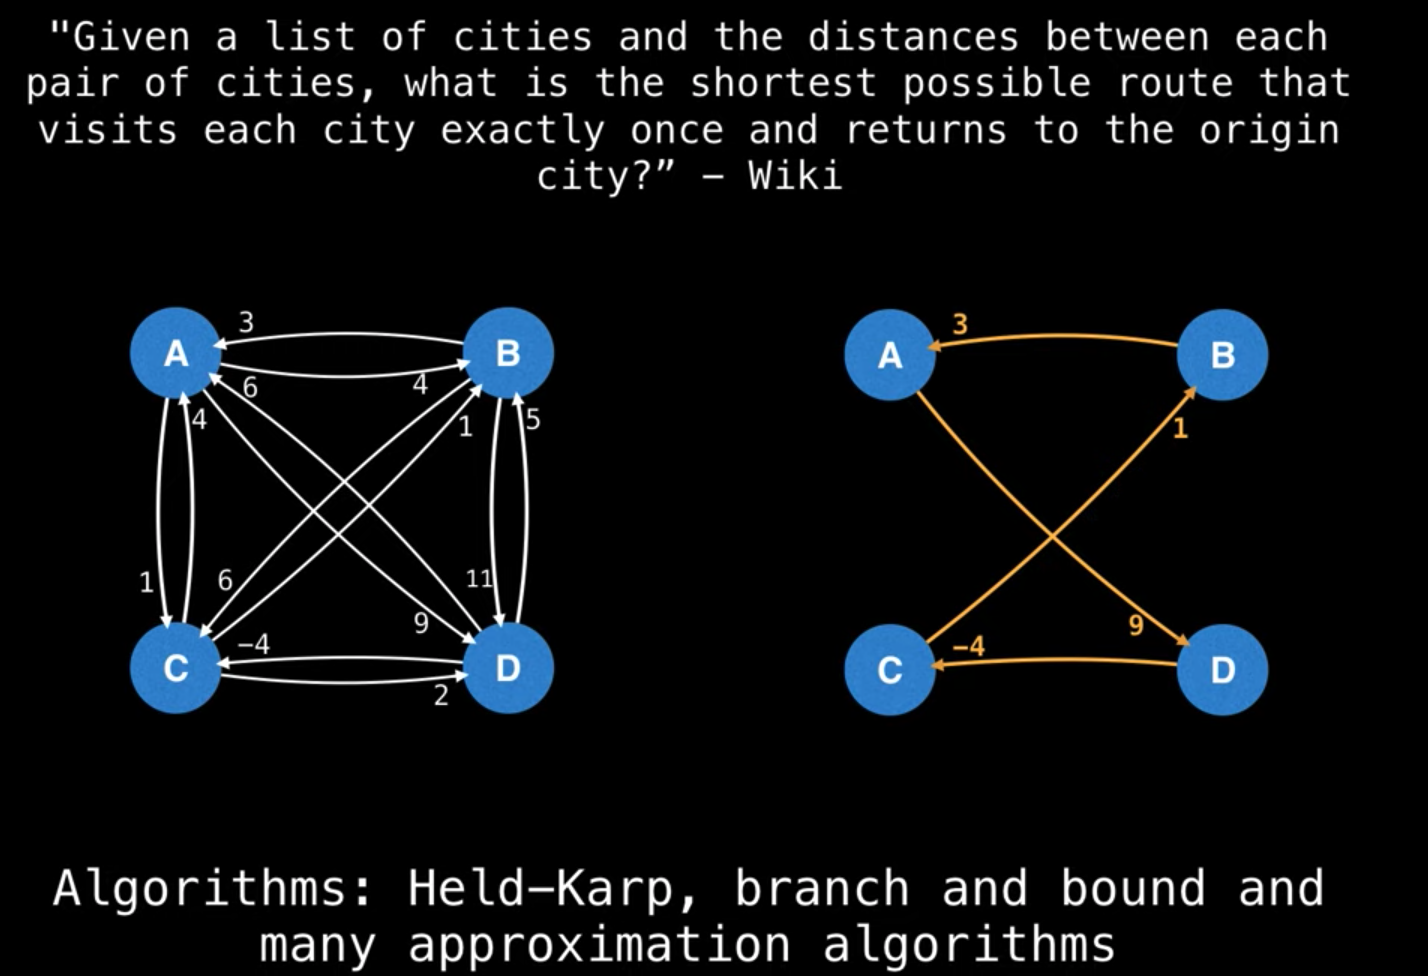 "Given a list of cities and the distances between each
pair of cities, what is the shortest possible route that
visits each city exactly once and returns to the origin
city?” – Wiki
3
3
A
B
A
B
6
4
4
1
5
1
1
6
11
9
9
−4
−4
C
D
C
D
2
Algorithms: Held–Karp, branch and bound and
many approximation algorithms